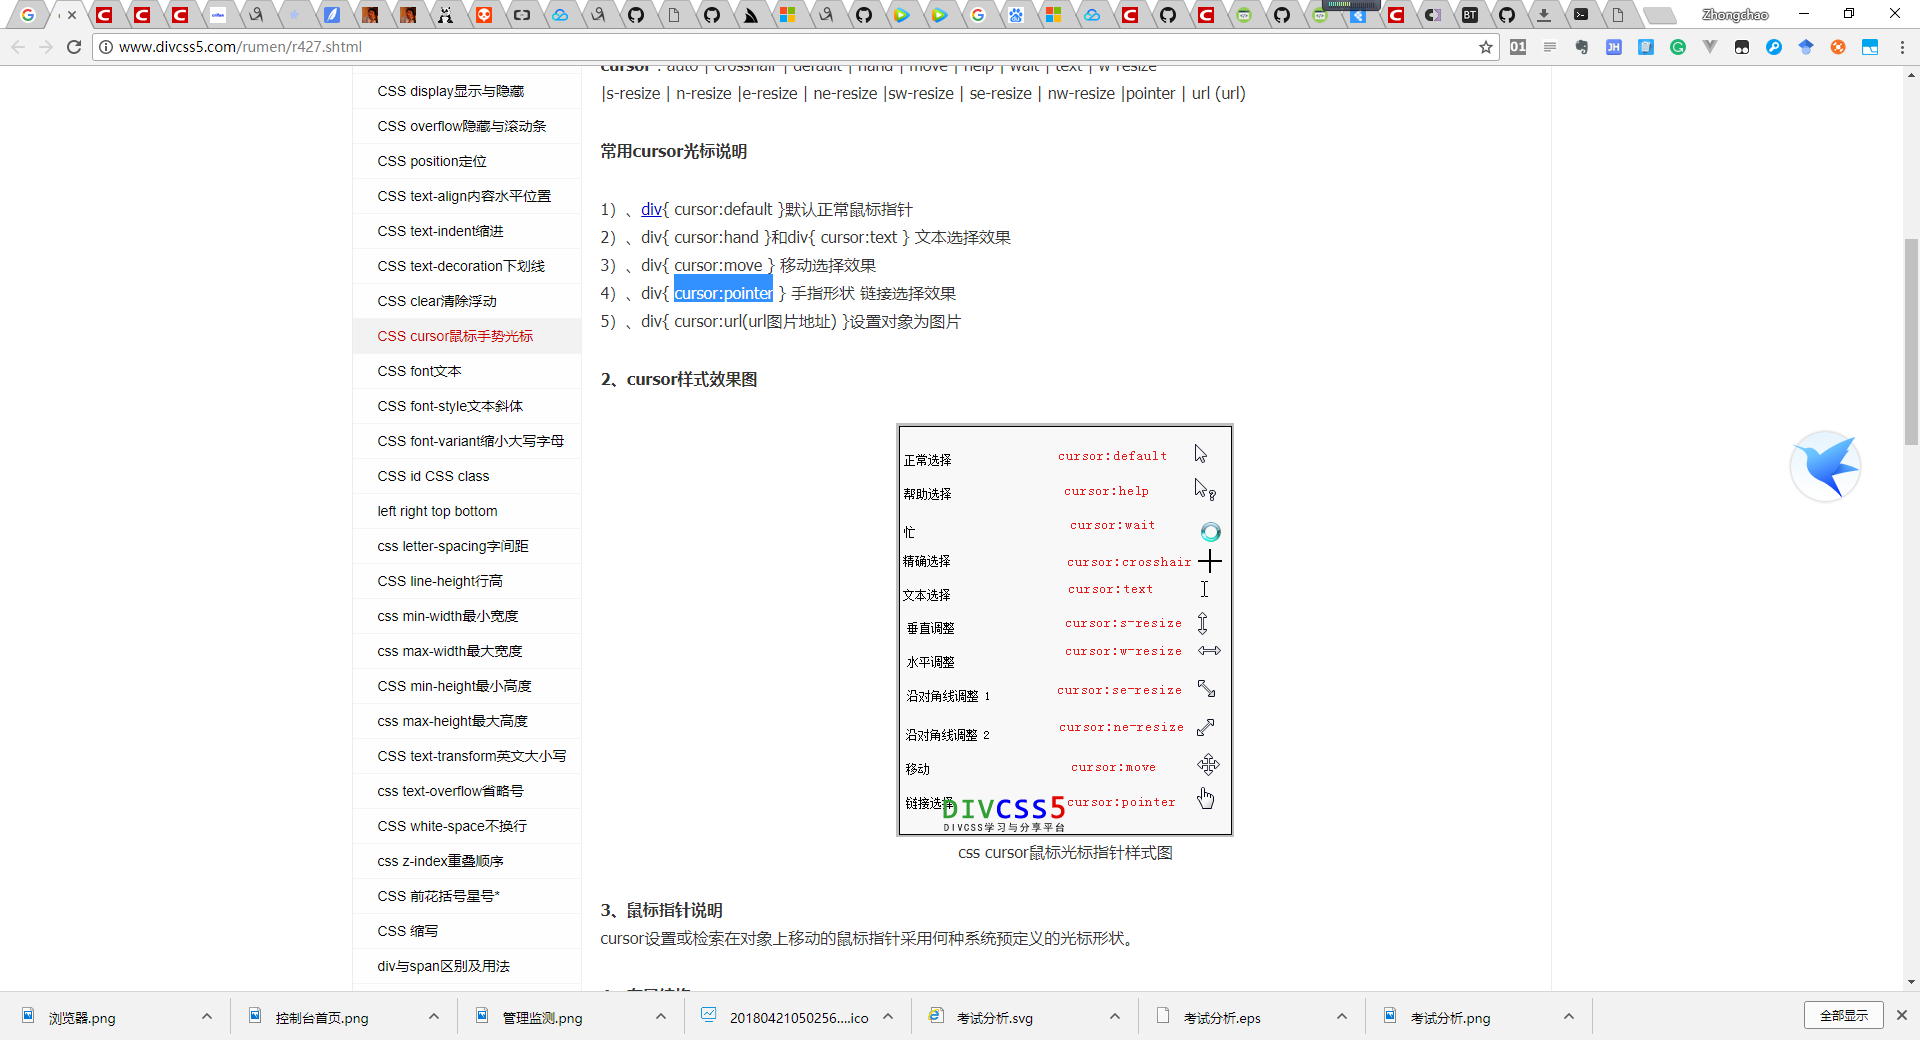 Zhongchao
www.divcss5.com/rumen/r427.shtml
cursor : auto | crosshair | default | hand | move | help | wait | text | w-resize
|s-resize | n-resize |e-resize | ne-resize |sw-resize | se-resize | nw-resize |pointer | url (url)
常用cursor光标说明
1）、div{ cursor:default }默认正常鼠标指针
2）、div{ cursor:hand }和div{ cursor:text } 文本选择效果
3）、div{ cursor:move } 移动选择效果
4）、div{ cursor:pointer } 手指形状 链接选择效果
5）、div{ cursor:url(url图片地址) }设置对象为图片
2、cursor样式效果图
正常选择 cursor:default
帮助选择 cursor:help
忙 cursor:wait
精确选择 cursor:crosshair
文本选择 cursor:text
垂直调整 cursor:s-resize
水平调整 cursor:w-resize
沿对角线调整 1 cursor:se-resize
沿对角线调整 2 cursor:ne-resize
移动 cursor:move
链接选择 cursor:pointer
DIVCSS5
DIVCSS学习与分享平台
css cursor鼠标光标指针样式图
3、鼠标指针说明
cursor设置或检索在对象上移动的鼠标指针采用何种系统预定义的光标形状。
CSS display显示与隐藏
CSS overflow隐藏与滚动条
CSS position定位
CSS text-align内容水平位置
CSS text-indent缩进
CSS text-decoration下划线
CSS clear清除浮动
CSS cursor鼠标手势光标
CSS font文本
CSS font-style文本斜体
CSS font-variant缩小大写字母
CSS id CSS class
left right top bottom
css letter-spacing字间距
CSS line-height行高
css min-width最小宽度
css max-width最大宽度
CSS min-height最小高度
css max-height最大高度
CSS text-transform英文大小写
css text-overflow省略号
CSS white-space不换行
css z-index重叠顺序
CSS 前花括号星号*
CSS 缩写
div与span区别及用法
浏览器.png
控制台首页.png
管理监测.png
20180421050256....ico
考试分析.svg
考试分析.eps
考试分析.png
全部显示